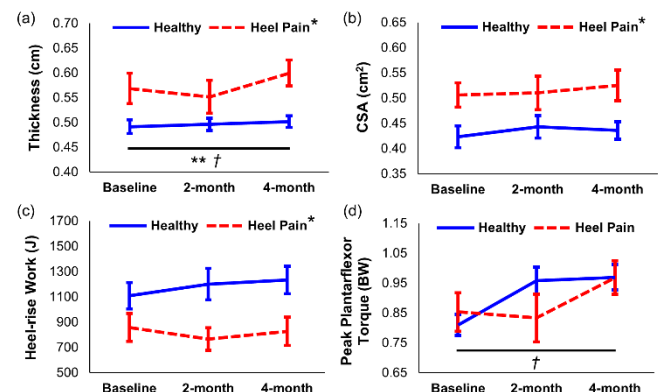 (a)
Healthy
Heel Pain*
Thickness (cm)
0.70
0.65
0.60
0.55
0.50
0.45
0.40
** †
Baseline
2-month
4-month
(b)
Healthy
Heel Pain*
CSA (cm²)
0.65
0.60
0.55
0.50
0.45
0.40
0.35
Baseline
2-month
4-month
(c)
Healthy
Heel Pain*
Heel-rise Work (J)
1700
1500
1300
1100
900
700
500
Baseline
2-month
4-month
(d)
Healthy
Heel Pain
Peak Plantarflexor
Torque (BW)
1.15
1.05
0.95
0.85
0.75
0.65
†
Baseline
2-month
4-month